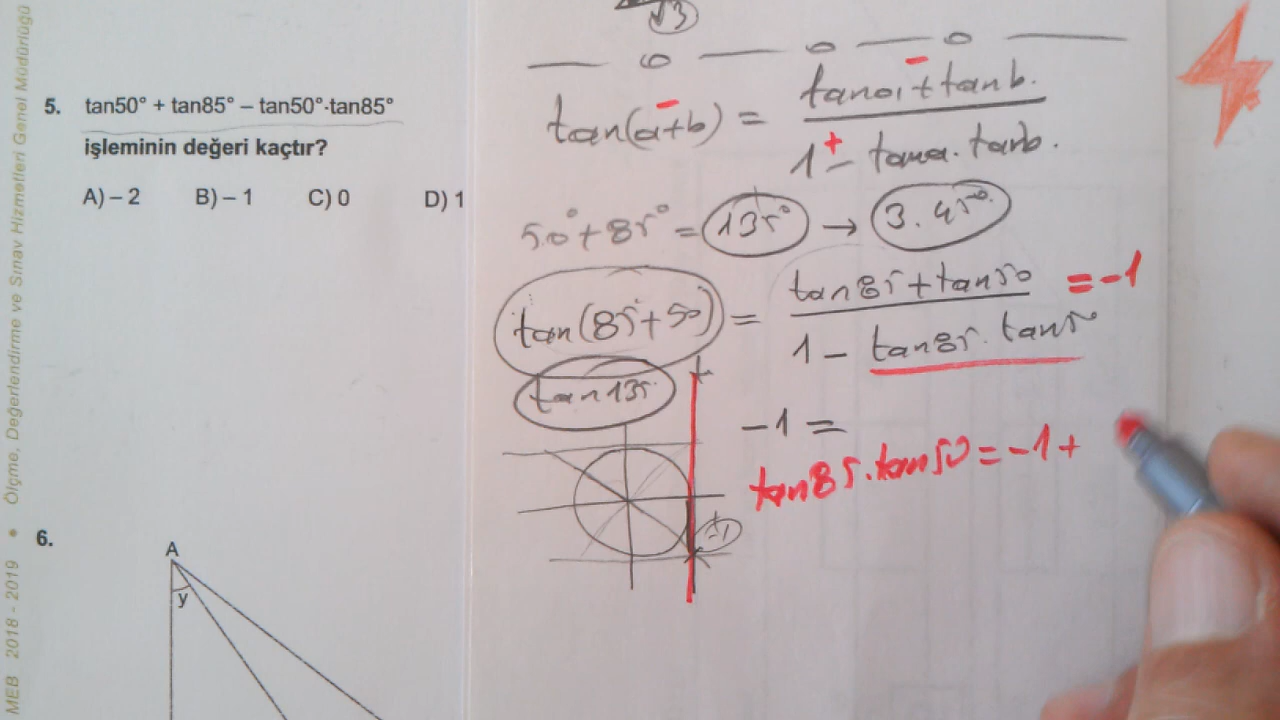 MEB 2018 - 2019 • Ölçme, Değerlendirme ve Sınav Hizmetleri Genel Müdürlüğü
5. tan50° + tan85° – tan50°·tan85°
işleminin değeri kaçtır?
A) – 2 B) – 1 C) 0 D) 1
6.
A
y
√3
tan(a+b) = tana + tanb.
-
-
1 - tana. tanb.
+
50° + 85° = 135° → 3. 45°
tan(85°+50) = tan85 + tan50 = -1
1 - tan85. tan50
tan135
-1 =
tan85.tan50 = -1 +
-1